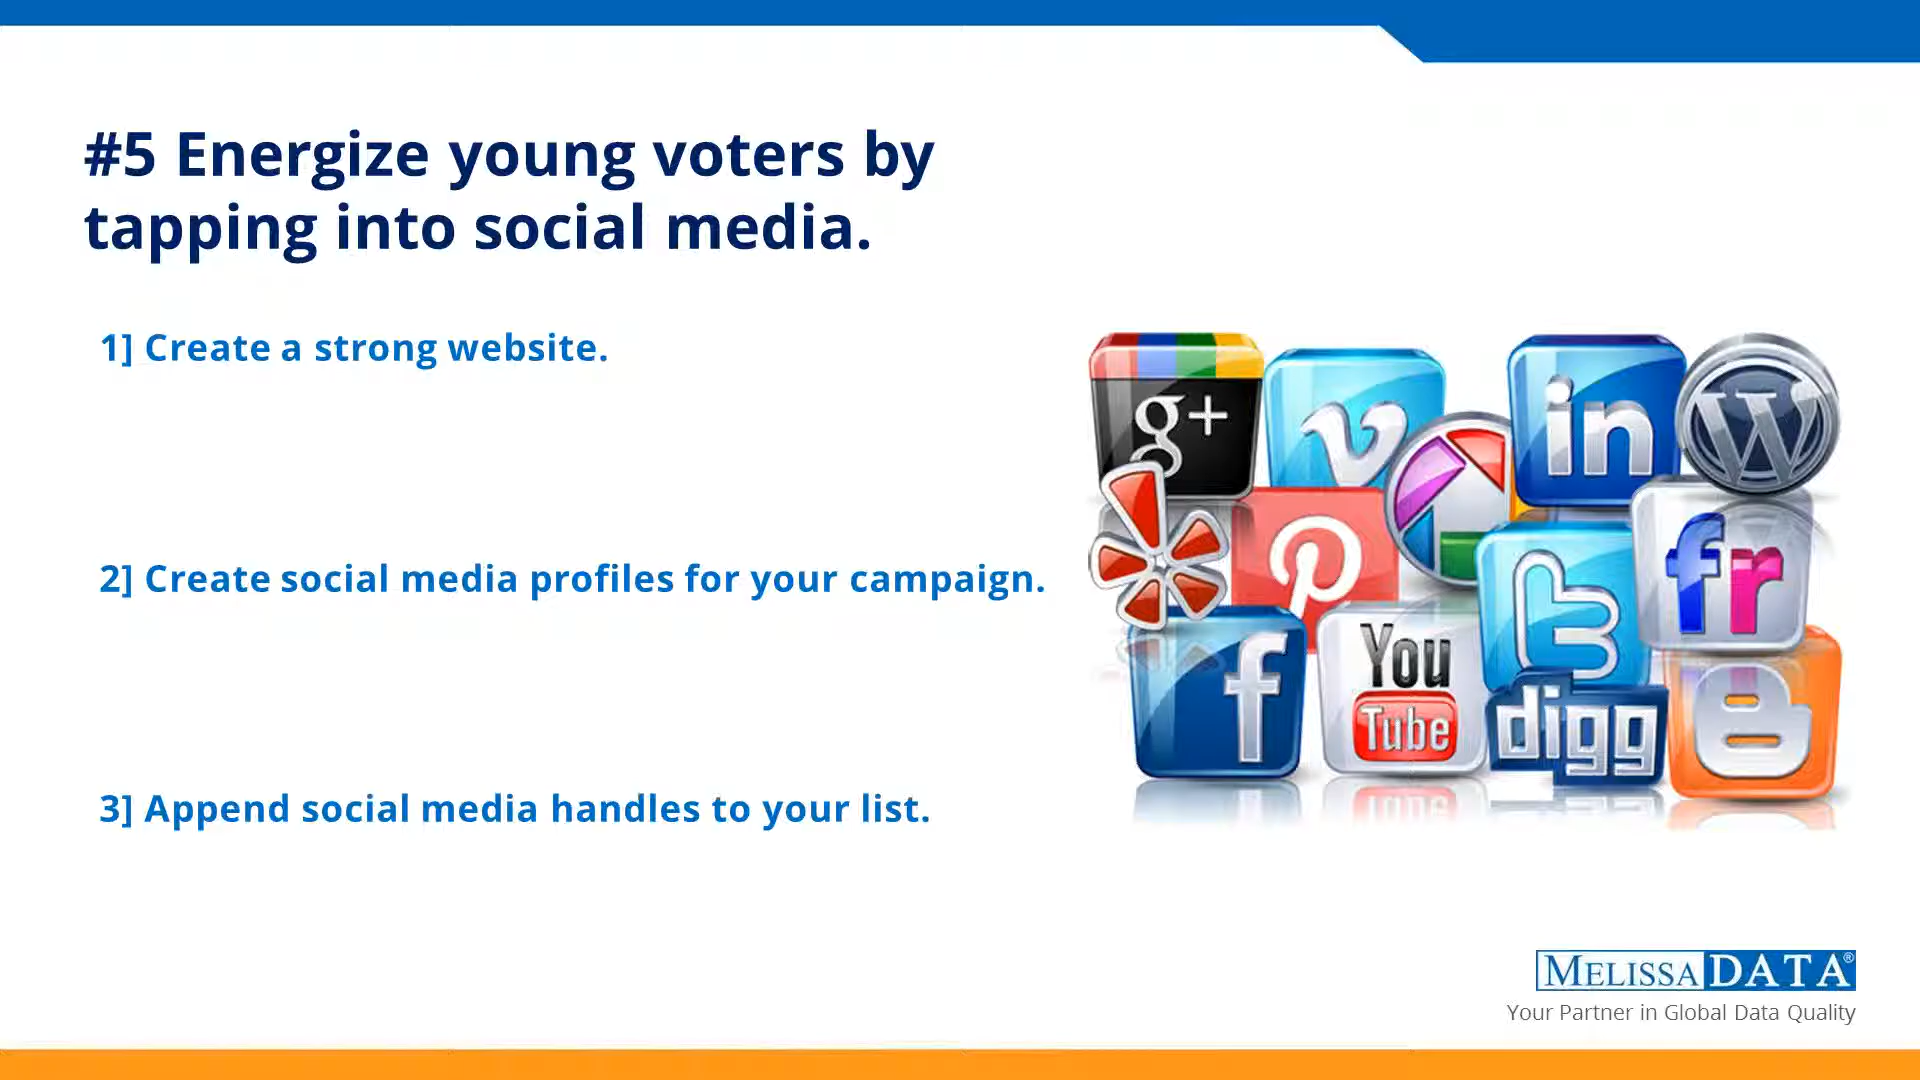 #5 Energize young voters by
tapping into social media.
1] Create a strong website.
2] Create social media profiles for your campaign.
3] Append social media handles to your list.
g+
v
in
W
p
fr
t
f
You
Tube
digg
B
MELISSA DATA®
Your Partner in Global Data Quality